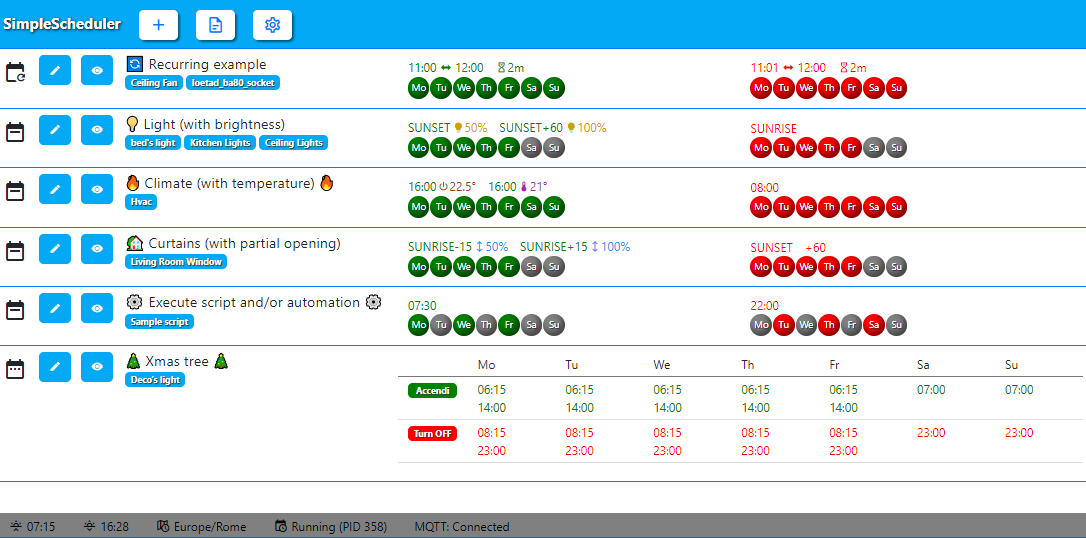 SimpleScheduler
Recurring example
Ceiling Fan loetad_ba80_socket
11:00 ↔ 12:00 2m
Mo Tu We Th Fr Sa Su
11:01 ↔ 12:00 2m
Mo Tu We Th Fr Sa Su
Light (with brightness)
bed's light Kitchen Lights Ceiling Lights
SUNSET 50% SUNSET+60 100%
Mo Tu We Th Fr Sa Su
SUNRISE
Mo Tu We Th Fr Sa Su
Climate (with temperature)
Hvac
16:00 22.5° 16:00 21°
Mo Tu We Th Fr Sa Su
08:00
Mo Tu We Th Fr Sa Su
Curtains (with partial opening)
Living Room Window
SUNRISE-15 50% SUNRISE+15 100%
Mo Tu We Th Fr Sa Su
SUNSET +60
Mo Tu We Th Fr Sa Su
Execute script and/or automation
Sample script
07:30
Mo Tu We Th Fr Sa Su
22:00
Mo Tu We Th Fr Sa Su
Xmas tree
Deco's light
Mo Tu We Th Fr Sa Su
Accendi 06:15 06:15 06:15 06:15 06:15 07:00 07:00
14:00 14:00 14:00 14:00 14:00
Turn OFF 08:15 08:15 08:15 08:15 08:15 23:00 23:00
23:00 23:00 23:00 23:00 23:00
07:15 16:28 Europe/Rome Running (PID 358) MQTT: Connected